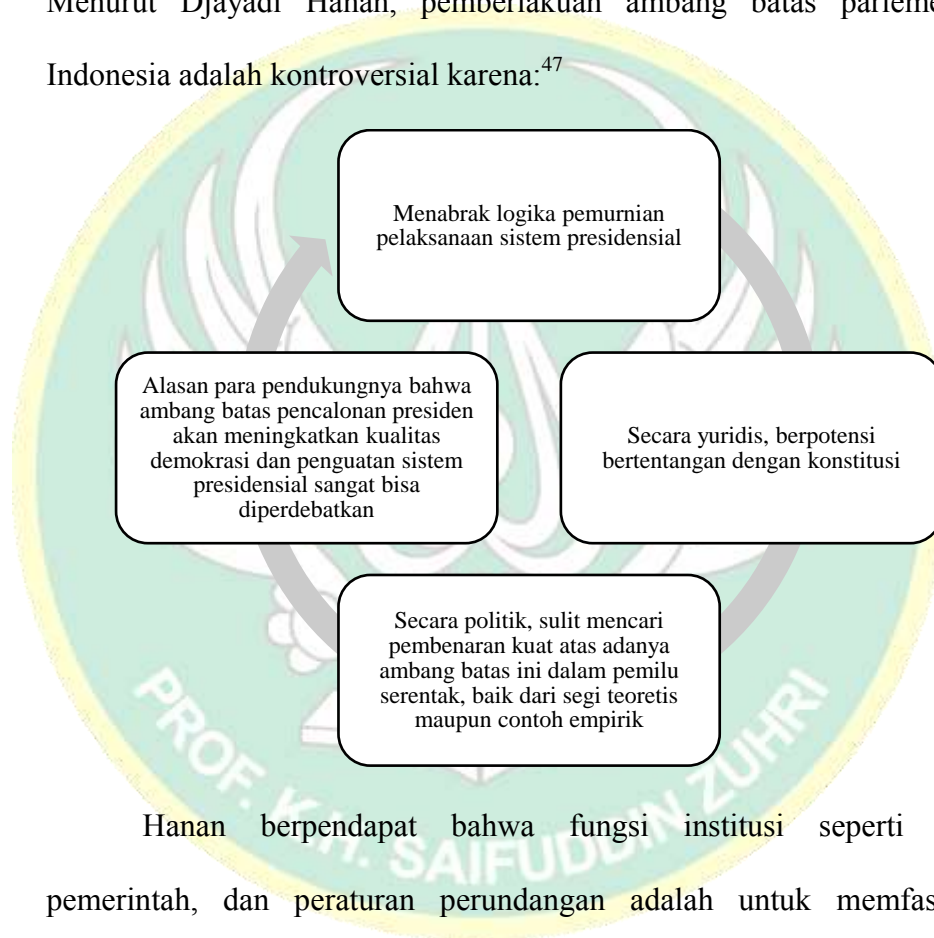 Menurut Djayadi Hanan, pemberlakuan ambang batas
Indonesia adalah kontroversial karena:47
Menabrak logika pemurnian
pelaksanaan sistem presidensial
Alasan para pendukungnya bahwa
ambang batas pencalonan presiden
akan meningkatkan kualitas
demokrasi dan penguatan sistem
presidensial sangat bisa
diperdebatkan
Secara yuridis, berpotensi
bertentangan dengan konstitusi
Secara politik, sulit mencari
pembenaran kuat atas adanya
ambang batas ini dalam pemilu
serentak, baik dari segi teoretis
maupun contoh empirik
PROF. K.H. SAIFUDDIN ZUHRI
Hanan berpendapat bahwa fungsi institusi seperti
pemerintah, dan peraturan perundangan adalah untuk